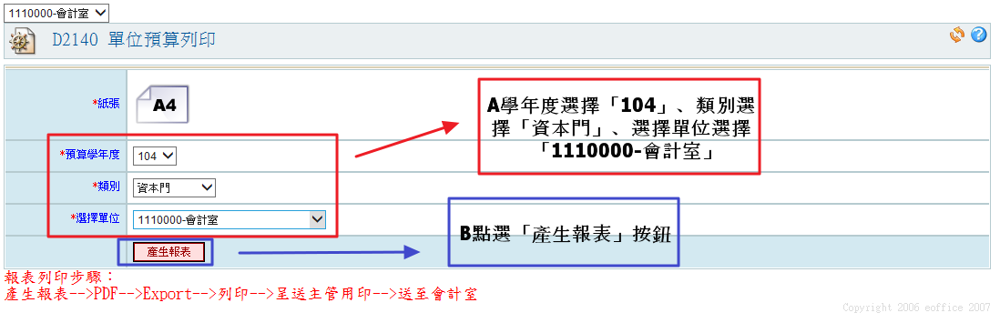 1110000-會計室
D2140 單位預算列印
*紙張
A4
A學年度選擇「104」、類別選
擇「資本門」、選擇單位選擇
「1110000-會計室」
*預算學年度 104
*類別 資本門
*選擇單位 1110000-會計室
B點選「產生報表」按鈕
產生報表
報表列印步驟：
產生報表-->PDF-->Export-->列印-->呈送主管用印-->送至會計室
Copyright 2006 eoffice 2007